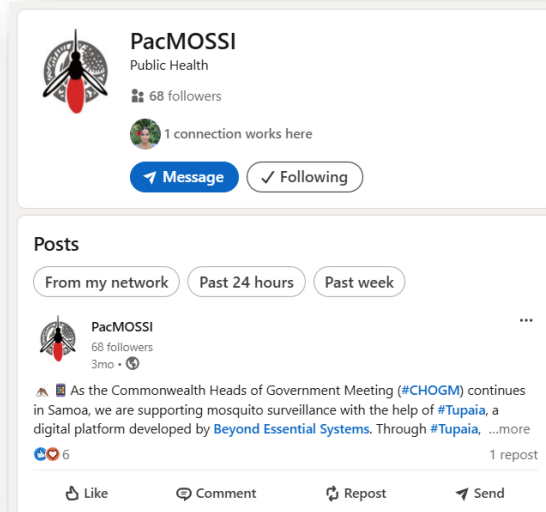 PacMOSSI
Public Health
68 followers
1 connection works here
Message
Following
Posts
From my network
Past 24 hours
Past week
PacMOSSI
68 followers
3mo •
As the Commonwealth Heads of Government Meeting (#CHOGM) continues
in Samoa, we are supporting mosquito surveillance with the help of #Tupaia, a
digital platform developed by Beyond Essential Systems. Through #Tupaia, ...more
6
1 repost
Like
Comment
Repost
Send